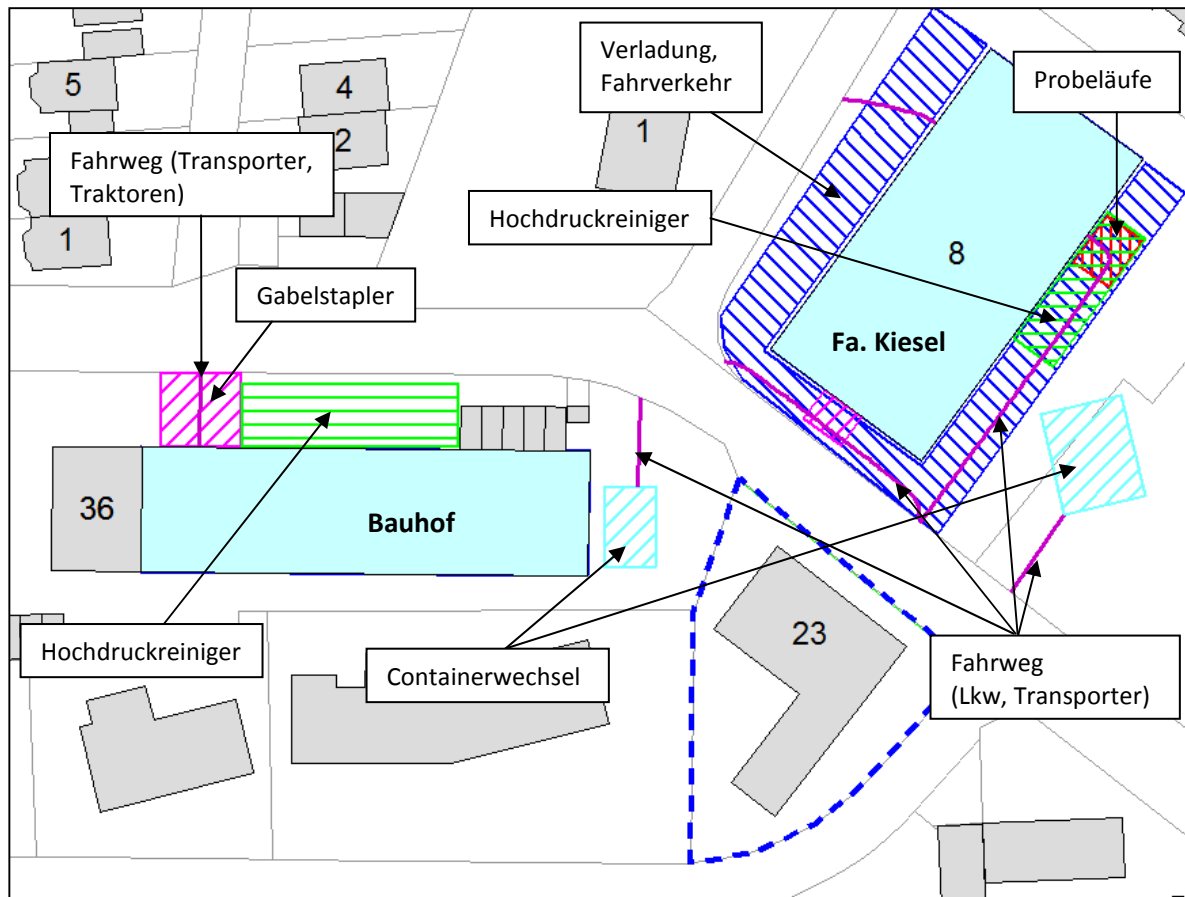 5
4
2
1
1
Verladung,
Fahrverkehr
Probeläufe
Fahrweg (Transporter,
Traktoren)
Hochdruckreiniger
8
Gabelstapler
Fa. Kiesel
36
Bauhof
23
Hochdruckreiniger
Containerwechsel
Fahrweg
(Lkw, Transporter)